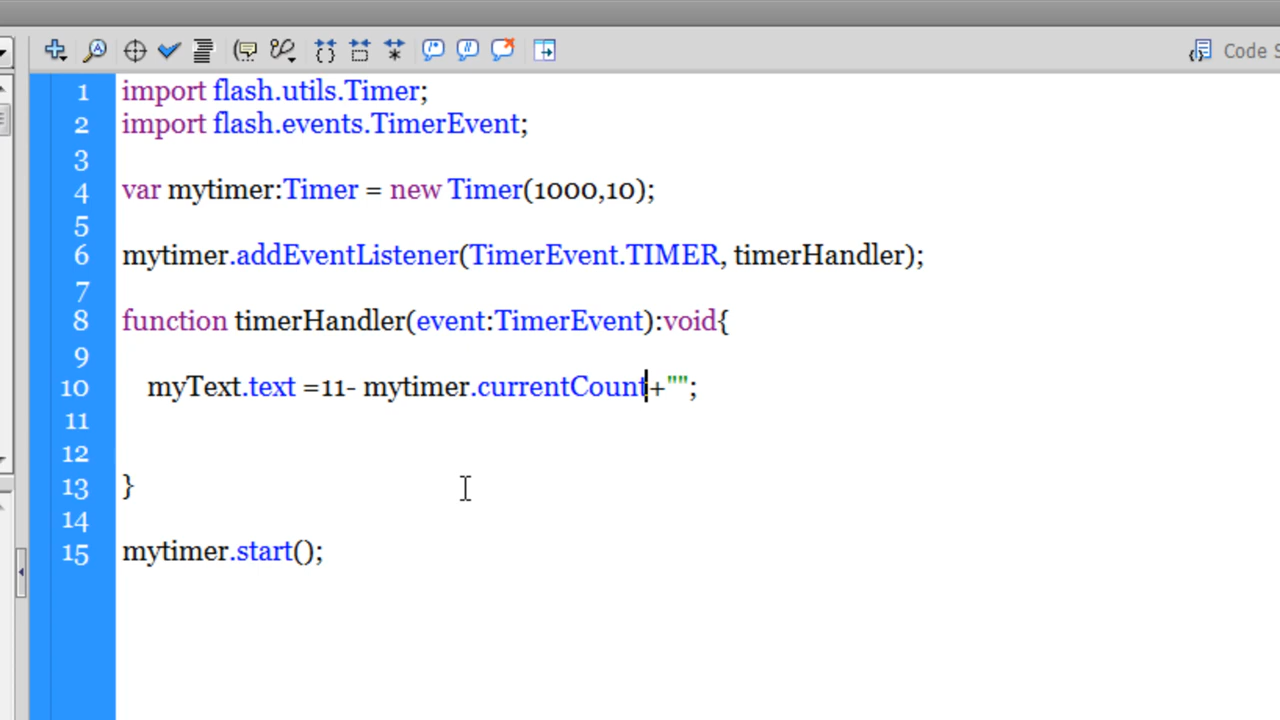 Code S
1 import flash.utils.Timer;
2 import flash.events.TimerEvent;
3
4 var mytimer:Timer = new Timer(1000,10);
5
6 mytimer.addEventListener(TimerEvent.TIMER, timerHandler);
7
8 function timerHandler(event:TimerEvent):void{
9
10 myText.text =11- mytimer.currentCount+"";
11
12
13 }
14
15 mytimer.start();